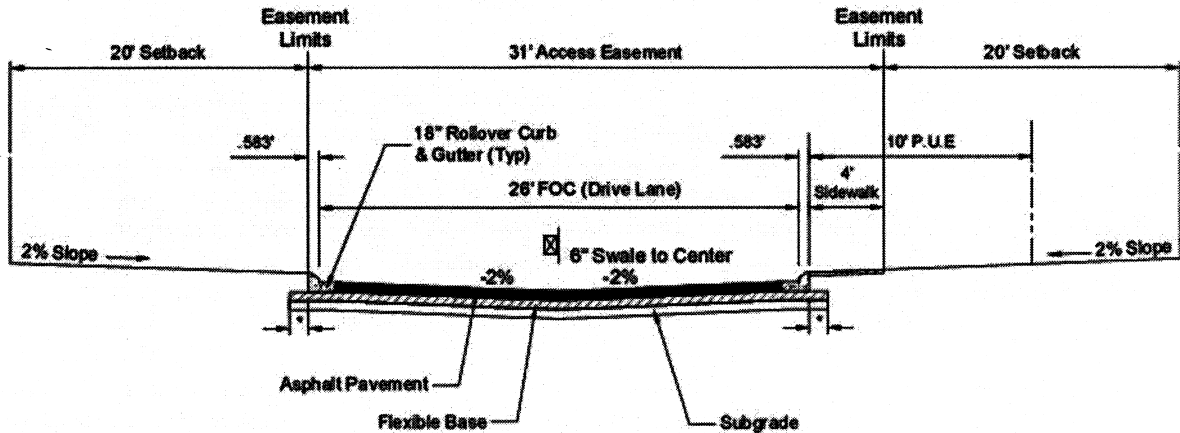 Easement
Limits
Easement
Limits
20' Setback
31' Access Easement
20' Setback
.583'
18" Rollover Curb
& Gutter (Typ)
.583'
10' P.U.E
4'
Sidewalk
26' FOC (Drive Lane)
2% Slope
6" Swale to Center
2% Slope
-2%
-2%
*
*
Asphalt Pavement
Flexible Base
Subgrade